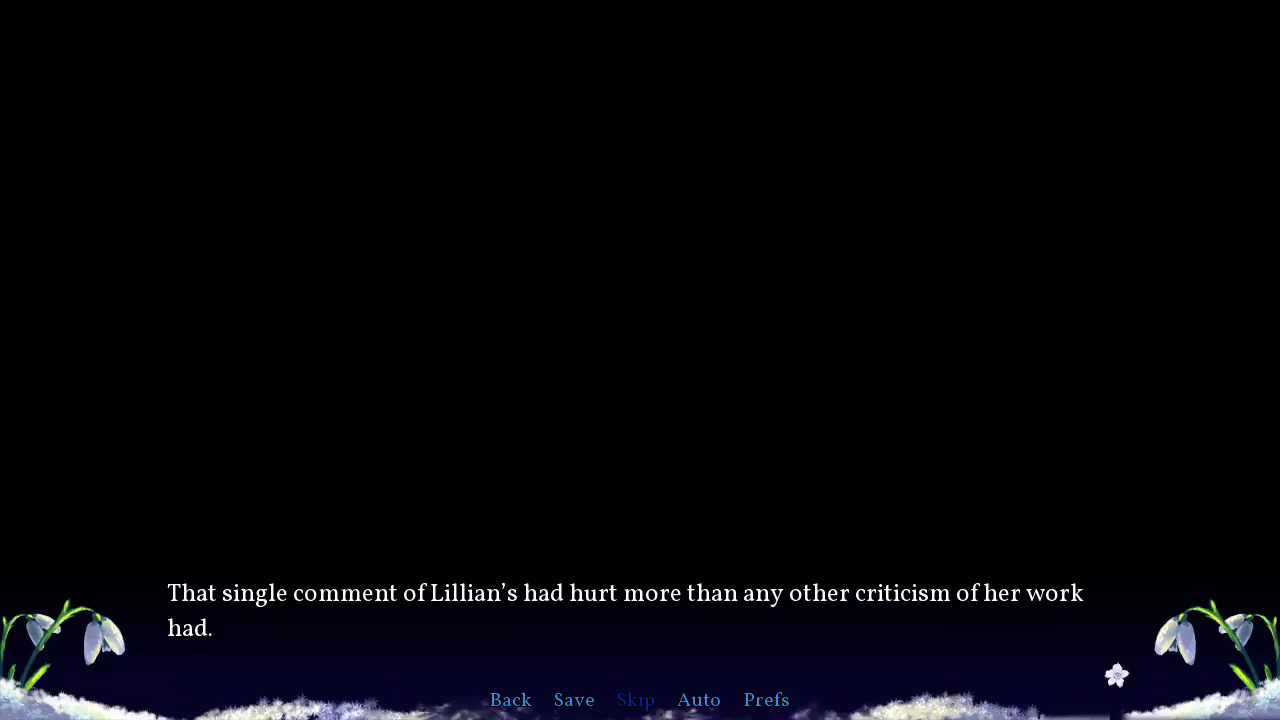 That single comment of Lillian’s had hurt more than any other criticism of her work
had.
Back Save Skip Auto Prefs